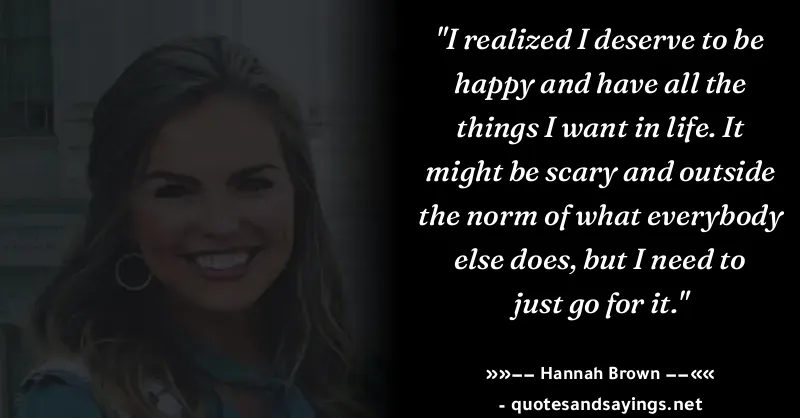 "I realized I deserve to be
happy and have all the
things I want in life. It
might be scary and outside
the norm of what everybody
else does, but I need to
just go for it."
»»−− Hannah Brown −−««
- quotesandsayings.net